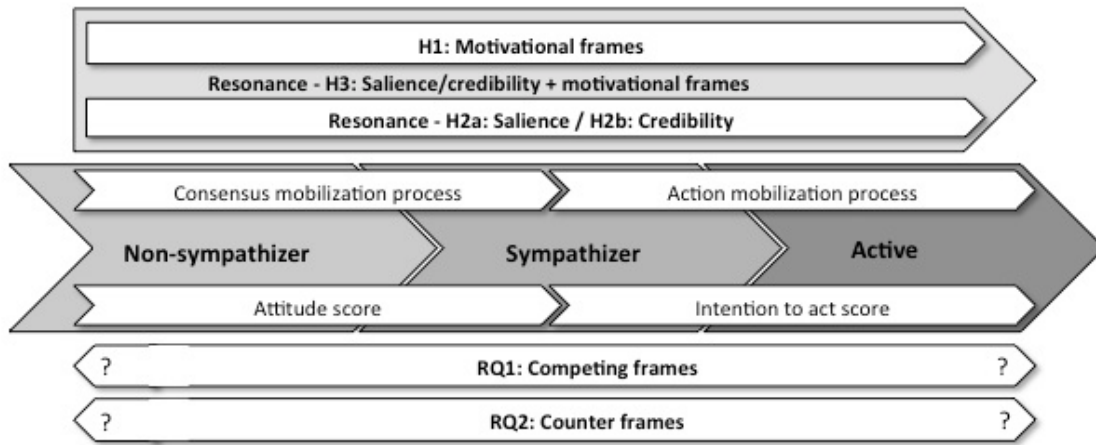 H1: Motivational frames
Resonance - H3: Salience/credibility + motivational frames
Resonance - H2a: Salience / H2b: Credibility
Consensus mobilization process
Action mobilization process
Non-sympathizer
Sympathizer
Active
Attitude score
Intention to act score
? RQ1: Competing frames ?
? RQ2: Counter frames ?